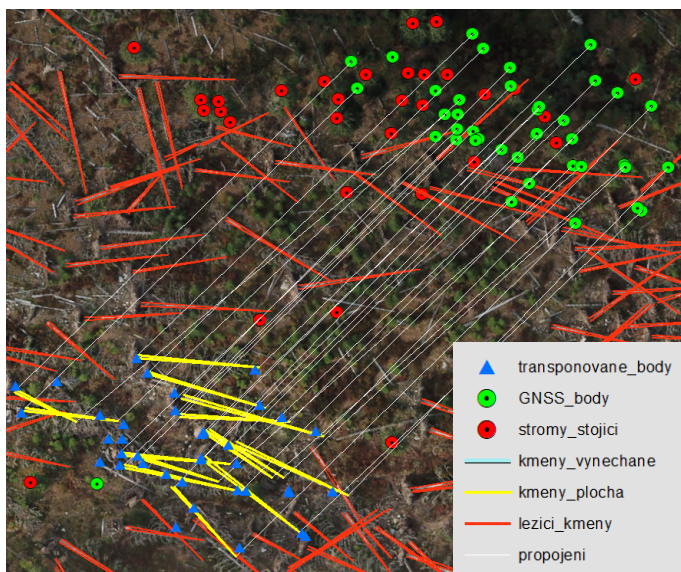 transponovane_body
GNSS_body
stromy_stojici
kmeny_vynechane
kmeny_plocha
lezici_kmeny
propojeni